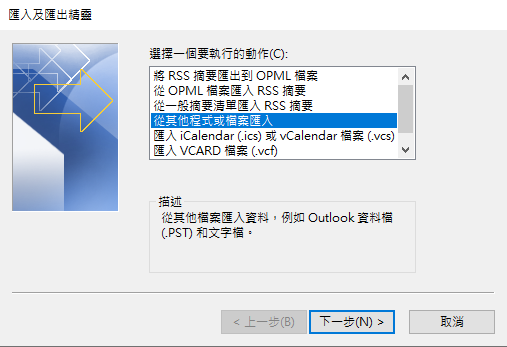 匯入及匯出精靈
選擇一個要執行的動作(C):
將 RSS 摘要匯出到 OPML 檔案
從 OPML 檔案匯入 RSS 摘要
從一般摘要清單匯入 RSS 摘要
從其他程式或檔案匯入
匯入 iCalendar (.ics) 或 vCalendar 檔案 (.vcs)
匯入 VCARD 檔案 (.vcf)
描述
從其他檔案匯入資料，例如 Outlook 資料檔
(.PST) 和文字檔。
< 上一步(B)
下一步(N) >
取消